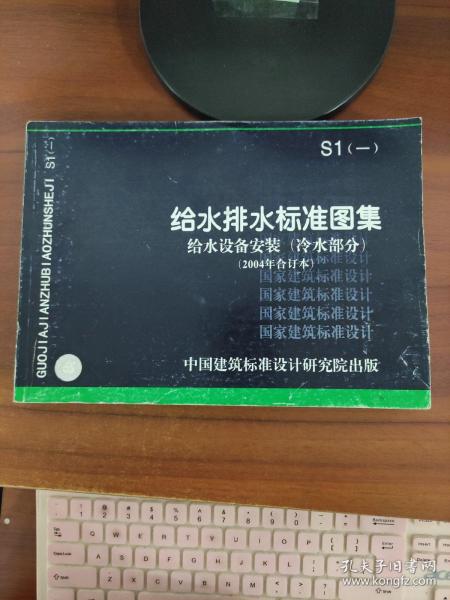 S1(一)
给水排水标准图集
给水设备安装(冷水部分)
(2004年合订本)
国家建筑标准设计
国家建筑标准设计
国家建筑标准设计
国家建筑标准设计
中国建筑标准设计研究院出版
GUOJIAJIANZHUBIAOZHUNSHEJI S1(一)
孔夫子旧书网
www.kongfz.com